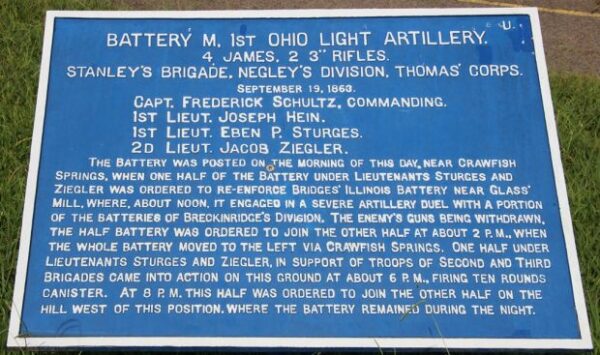 U.
BATTERY M, 1ST OHIO LIGHT ARTILLERY.
4 JAMES, 2 3" RIFLES.
STANLEY'S BRIGADE, NEGLEY'S DIVISION, THOMAS' CORPS.
SEPTEMBER 19, 1863.
CAPT. FREDERICK SCHULTZ, COMMANDING.
1ST LIEUT. JOSEPH HEIN.
1ST LIEUT. EBEN P. STURGES.
2D LIEUT. JACOB ZIEGLER.
THE BATTERY WAS POSTED ON THE MORNING OF THIS DAY, NEAR CRAWFISH
SPRINGS, WHEN ONE HALF OF THE BATTERY UNDER LIEUTENANTS STURGES AND
ZIEGLER WAS ORDERED TO RE-ENFORCE BRIDGES' ILLINOIS BATTERY NEAR GLASS'
MILL, WHERE, ABOUT NOON, IT ENGAGED IN A SEVERE ARTILLERY DUEL WITH A PORTION
OF THE BATTERIES OF BRECKINRIDGE'S DIVISION. THE ENEMY'S GUNS BEING WITHDRAWN,
THE HALF BATTERY WAS ORDERED TO JOIN THE OTHER HALF AT ABOUT 2 P.M., WHEN
THE WHOLE BATTERY MOVED TO THE LEFT VIA CRAWFISH SPRINGS. ONE HALF UNDER
LIEUTENANTS STURGES AND ZIEGLER, IN SUPPORT OF TROOPS OF SECOND AND THIRD
BRIGADES CAME INTO ACTION ON THIS GROUND AT ABOUT 6 P.M., FIRING TEN ROUNDS
CANISTER. AT 8 P.M. THIS HALF WAS ORDERED TO JOIN THE OTHER HALF ON THE
HILL WEST OF THIS POSITION, WHERE THE BATTERY REMAINED DURING THE NIGHT.